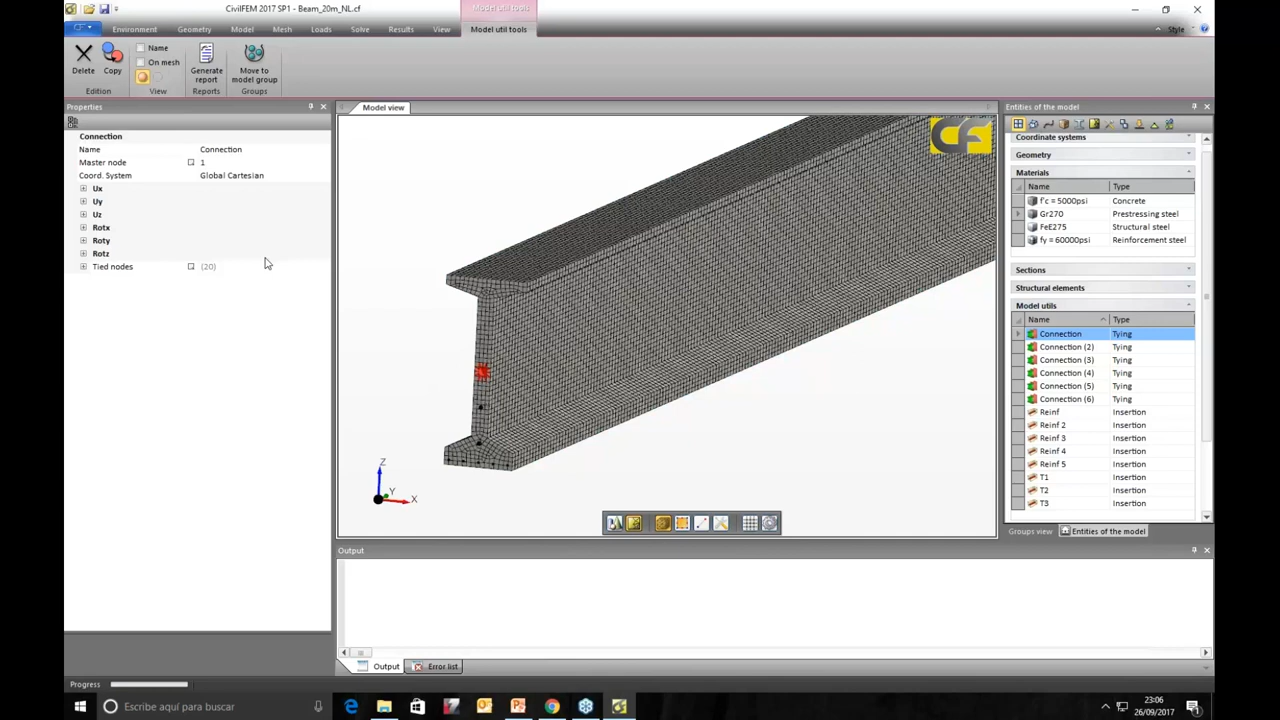 CivilFEM 2017 SP1 - Beam_20m_NL.cf
Model util tools
Environment Geometry Model Mesh Loads Solve Results View Model util tools Style
Delete
Copy
Name
On mesh
Generate report
Move to model group
Edition View Reports Groups
Properties
Connection
Name Connection
Master node 1
Coord. System Global Cartesian
Ux
Uy
Uz
Rotx
Roty
Rotz
Tied nodes (20)
Model view
CF
Z
Y
X
Entities of the model
Coordinate systems
Geometry
Materials
Name Type
f'c = 5000psi Concrete
Gr270 Prestressing steel
FeE275 Structural steel
fy = 60000psi Reinforcement steel
Sections
Structural elements
Model utils
Name Type
Connection Tying
Connection (2) Tying
Connection (3) Tying
Connection (4) Tying
Connection (5) Tying
Connection (6) Tying
Reinf Insertion
Reinf 2 Insertion
Reinf 3 Insertion
Reinf 4 Insertion
Reinf 5 Insertion
T1 Insertion
T2 Insertion
T3 Insertion
Groups view Entities of the model
Output
Output Error list
Progress
Escribe aquí para buscar
23:06
26/09/2017
1